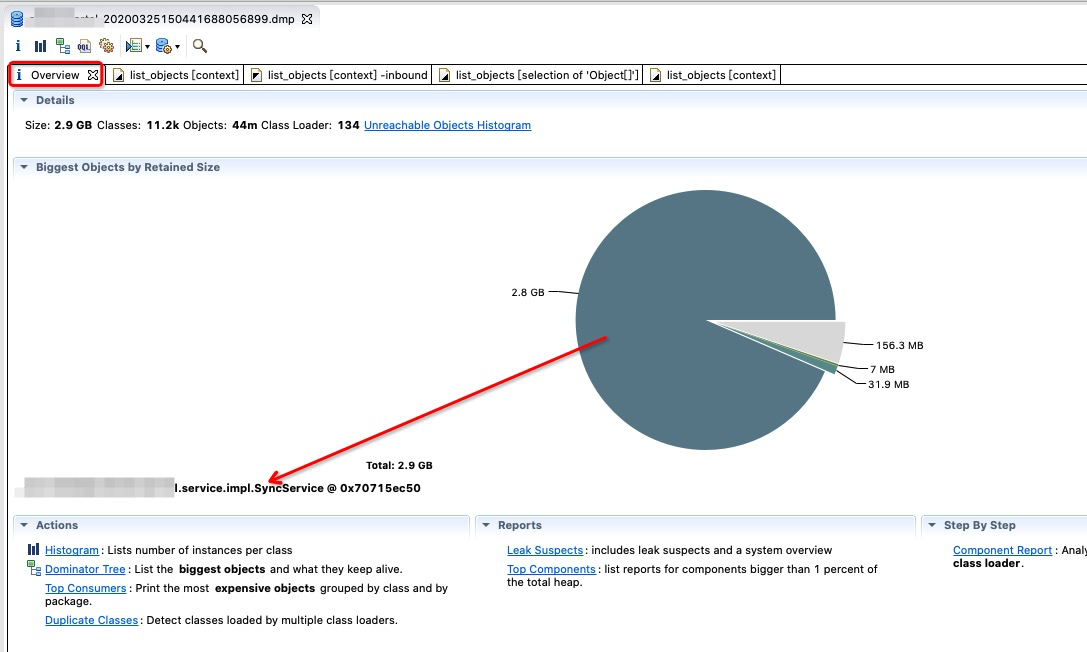 20200325150441688056899.dmp
Overview list_objects [context] list_objects [context] -inbound list_objects [selection of 'Object[]'] list_objects [context]
Details
Size: 2.9 GB Classes: 11.2k Objects: 44m Class Loader: 134 Unreachable Objects Histogram
Biggest Objects by Retained Size
2.8 GB
156.3 MB
7 MB
31.9 MB
Total: 2.9 GB
l.service.impl.SyncService @ 0x70715ec50
Actions
Histogram: Lists number of instances per class
Dominator Tree: List the biggest objects and what they keep alive.
Top Consumers: Print the most expensive objects grouped by class and by
package.
Duplicate Classes: Detect classes loaded by multiple class loaders.
Reports
Leak Suspects: includes leak suspects and a system overview
Top Components: list reports for components bigger than 1 percent of
the total heap.
Step By Step
Component Report: Analy
class loader.